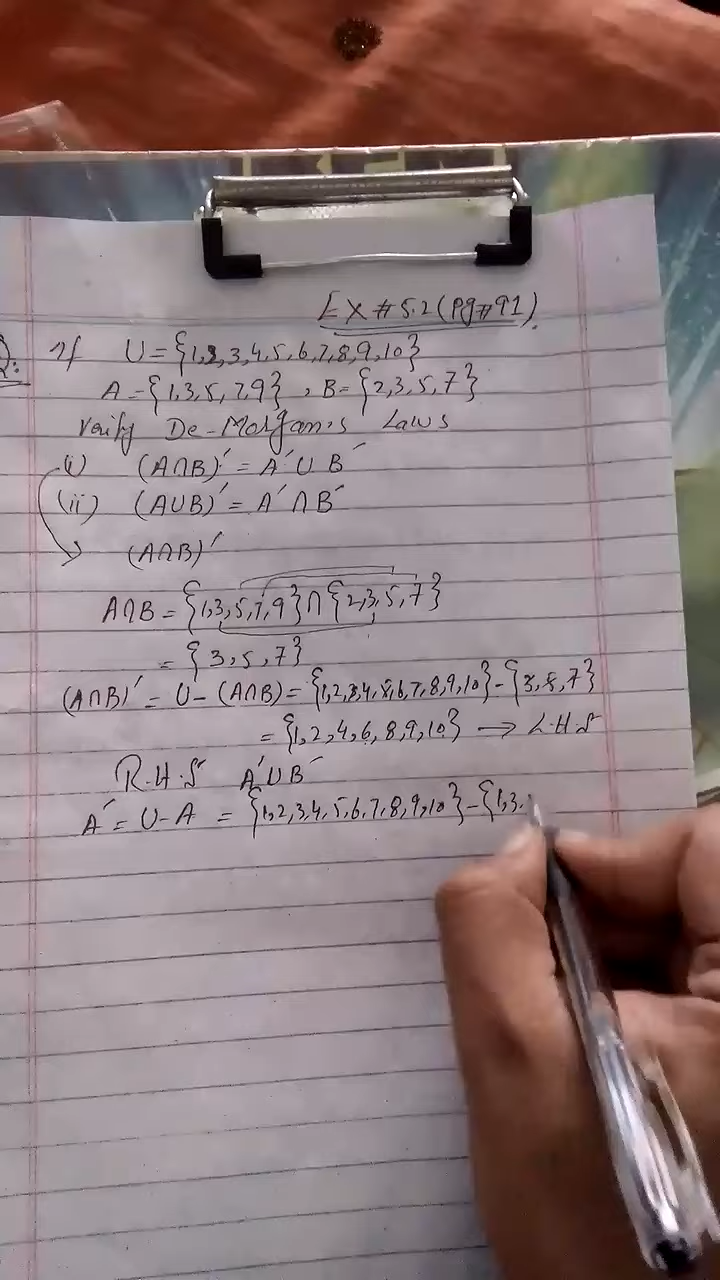 Ex # 5.2 (Pg # 91).
Q: If U = {1,2,3,4,5,6,7,8,9,10}
A = {1,3,5,7,9} , B = {2,3,5,7}
Verify De-Morgan's Laws
(i) (A∩B)′ = A′ ∪ B′
(ii) (A∪B)′ = A′ ∩ B′
(A∩B)′
A∩B = {1,3,5,7,9} ∩ {2,3,5,7}
= {3,5,7}
(A∩B)′ = U - (A∩B) = {1,2,3,4,5,6,7,8,9,10} - {3,5,7}
= {1,2,4,6,8,9,10} → L.H.S
R.H.S A′∪B′
A′ = U - A = {1,2,3,4,5,6,7,8,9,10} - {1,3,